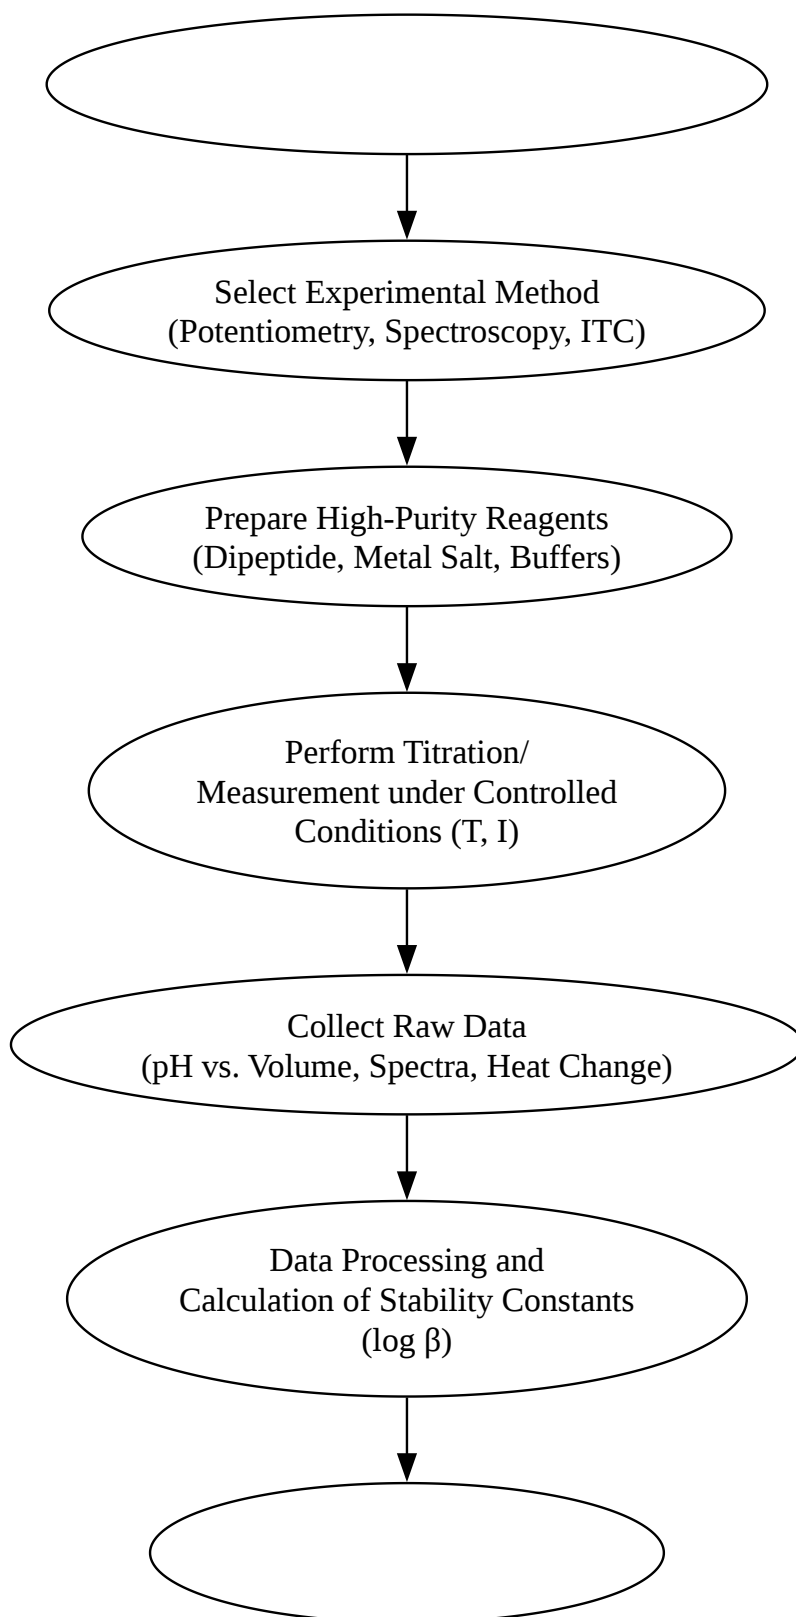 Select Experimental Method
(Potentiometry, Spectroscopy, ITC)
Prepare High-Purity Reagents
(Dipeptide, Metal Salt, Buffers)
Perform Titration/
Measurement under Controlled
Conditions (T, I)
Collect Raw Data
(pH vs. Volume, Spectra, Heat Change)
Data Processing and
Calculation of Stability Constants
(log β)